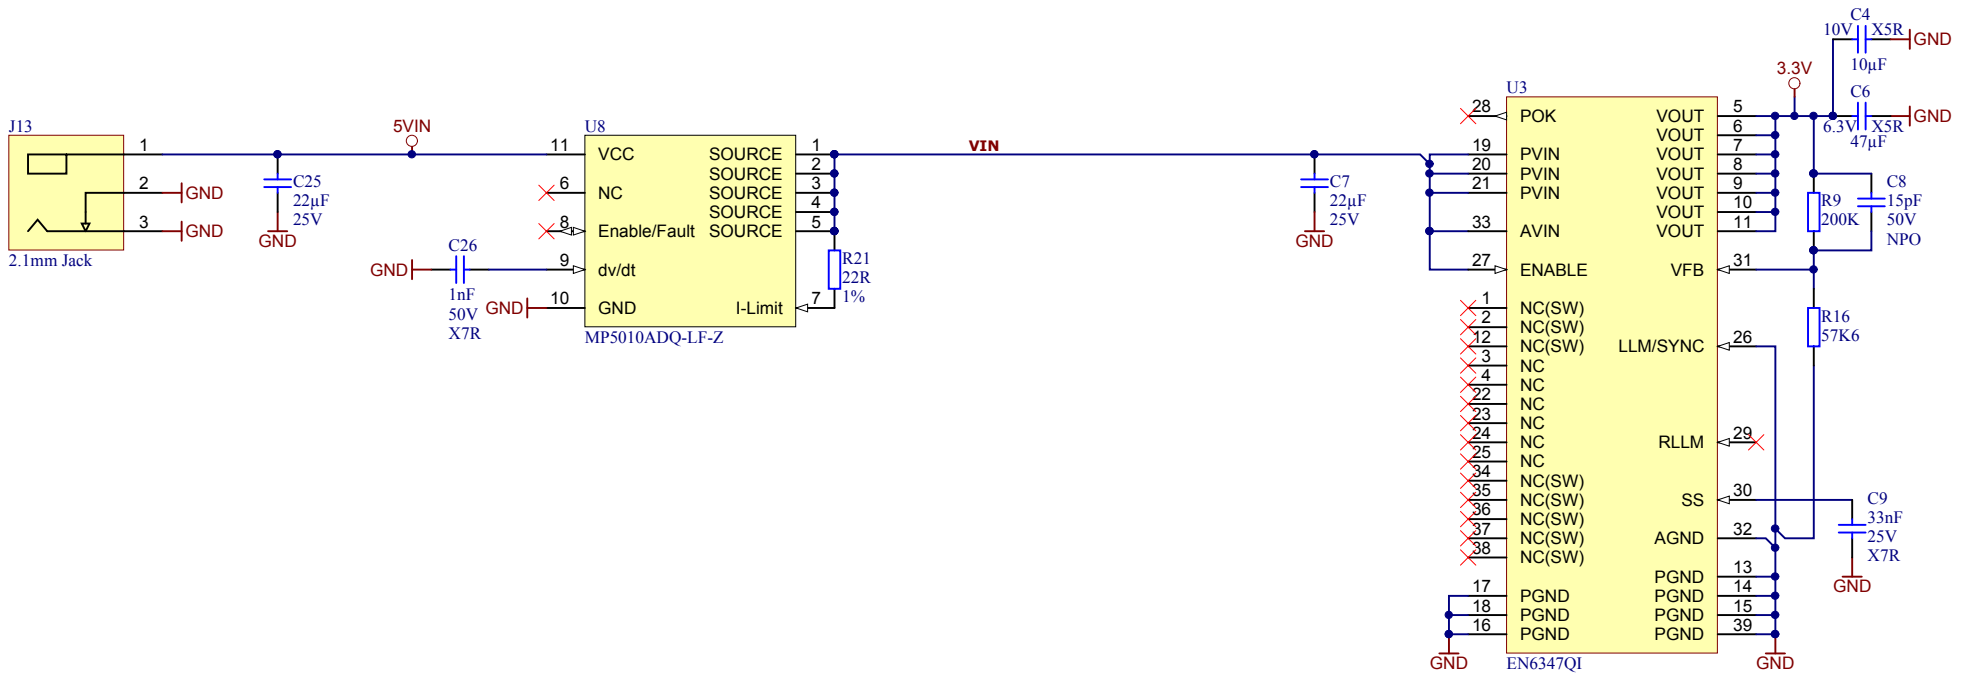 J13
1
2
3
GND
GND
2.1mm Jack
C25
22µF
25V
GND
5VIN
U8
11 VCC
6 NC
8 Enable/Fault
9 dv/dt
10 GND
SOURCE 1
SOURCE 2
SOURCE 3
SOURCE 4
SOURCE 5
I-Limit 7
MP5010ADQ-LF-Z
GND
C26
1nF
50V
X7R
GND
R21
22R
1%
VIN
C7
22µF
25V
GND
U3
28 POK
19 PVIN
20 PVIN
21 PVIN
33 AVIN
27 ENABLE
1 NC(SW)
2 NC(SW)
12 NC(SW)
3 NC
4 NC
22 NC
23 NC
24 NC
25 NC
34 NC(SW)
35 NC(SW)
36 NC(SW)
37 NC(SW)
38 NC(SW)
17 PGND
18 PGND
16 PGND
GND
VOUT 5
VOUT 6
VOUT 7
VOUT 8
VOUT 9
VOUT 10
VOUT 11
VFB 31
LLM/SYNC 26
RLLM 29
SS 30
AGND 32
PGND 13
PGND 14
PGND 15
PGND 39
EN6347QI
GND
3.3V
C4
10V X5R
10µF
GND
C6
6.3V X5R
47µF
GND
R9
200K
C8
15pF
50V
NPO
R16
57K6
C9
33nF
25V
X7R
GND